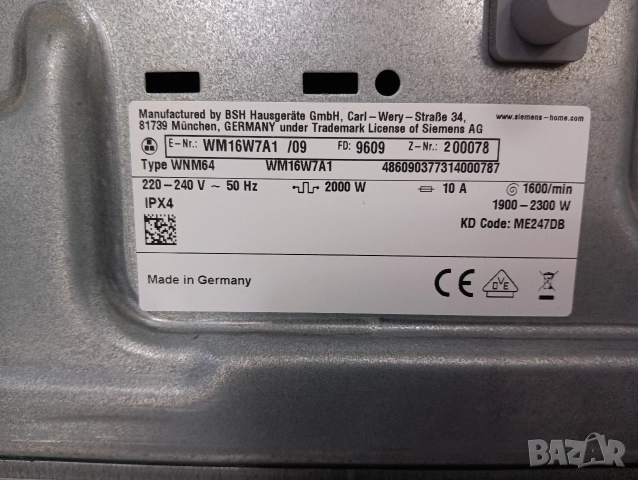 Manufactured by BSH Hausgeräte GmbH, Carl-Wery-Straße 34, www.siemens-home.com
81739 München, GERMANY under Trademark License of Siemens AG
E-Nr.: WM16W7A1 /09 FD: 9609 Z-Nr.: 200078
Type WNM64 WM16W7A1 486090377314000787
220-240 V ~ 50 Hz 2000 W 10 A 1600/min
IPX4 1900-2300 W
KD Code: ME247DB
Made in Germany CE DVE
BAZAR